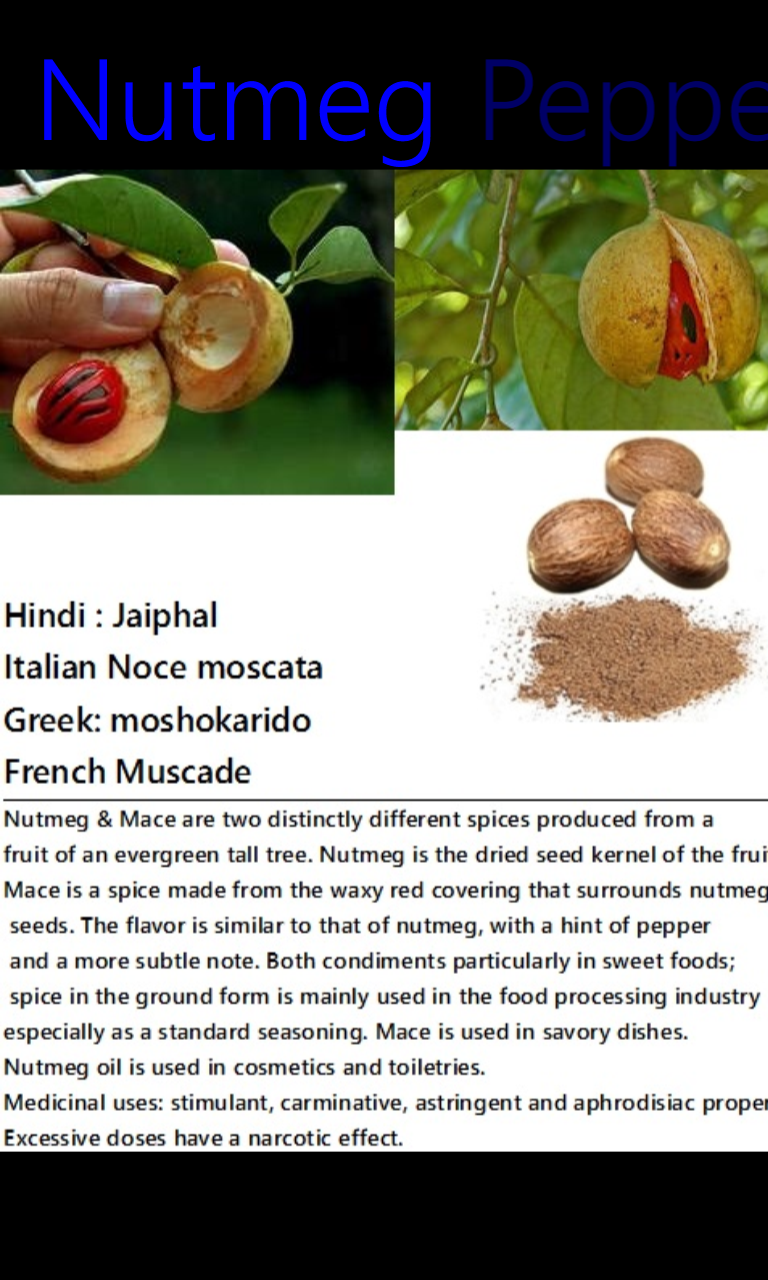 Nutmeg Peppe
Hindi : Jaiphal
Italian Noce moscata
Greek: moshokarido
French Muscade
Nutmeg & Mace are two distinctly different spices produced from a
fruit of an evergreen tall tree. Nutmeg is the dried seed kernel of the frui
Mace is a spice made from the waxy red covering that surrounds nutmeg
seeds. The flavor is similar to that of nutmeg, with a hint of pepper
and a more subtle note. Both condiments particularly in sweet foods;
spice in the ground form is mainly used in the food processing industry
especially as a standard seasoning. Mace is used in savory dishes.
Nutmeg oil is used in cosmetics and toiletries.
Medicinal uses: stimulant, carminative, astringent and aphrodisiac proper
Excessive doses have a narcotic effect.